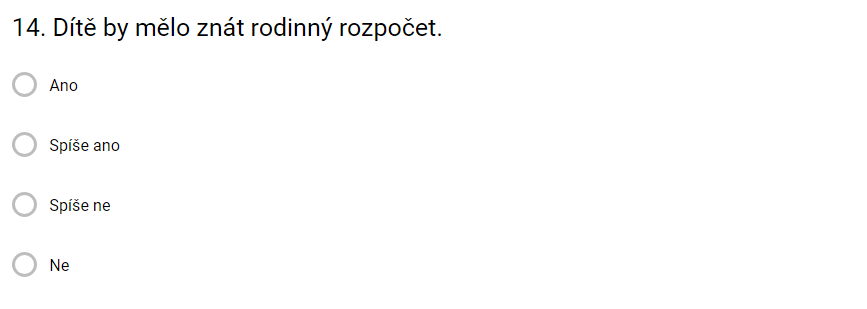 14. Dítě by mělo znát rodinný rozpočet.
Ano
Spíše ano
Spíše ne
Ne